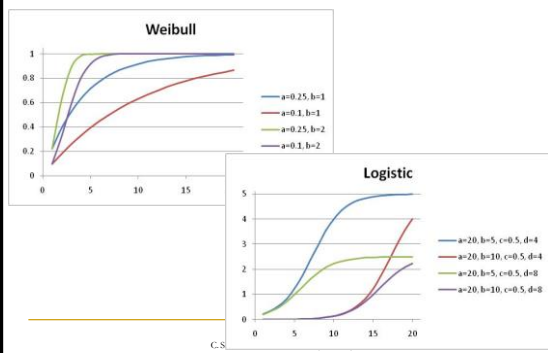 Weibull
1
0.8
0.6
0.4
0.2
0
0
5
10
15
a=0.25, b=1
a=0.1, b=1
a=0.25, b=2
a=0.1, b=2
Logistic
5
4
3
2
1
0
0
5
10
15
20
a=20, b=5, c=0.5, d=4
a=20, b=10, c=0.5, d=4
a=20, b=5, c=0.5, d=8
a=20, b=10, c=0.5, d=8
C.S